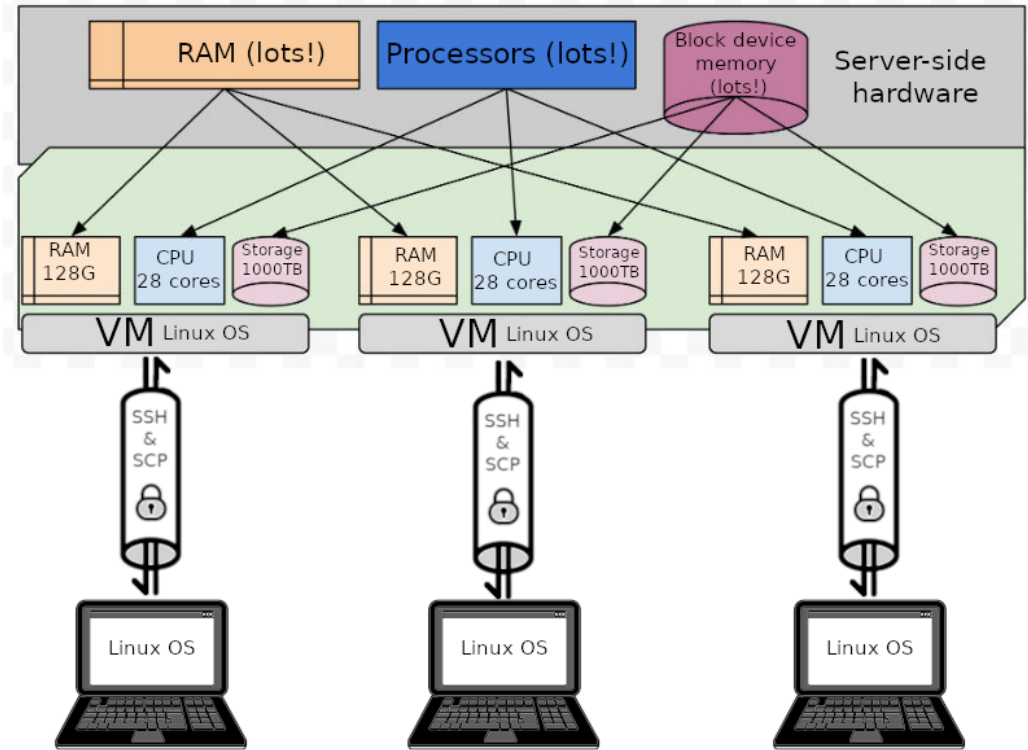 RAM (lots!)
Processors (lots!)
Block device
memory
(lots!)
Server-side
hardware
RAM
128G
CPU
28 cores
Storage
1000TB
RAM
128G
CPU
28 cores
Storage
1000TB
RAM
128G
CPU
28 cores
Storage
1000TB
VM Linux OS
VM Linux OS
VM Linux OS
SSH
&
SCP
SSH
&
SCP
SSH
&
SCP
Linux OS
Linux OS
Linux OS